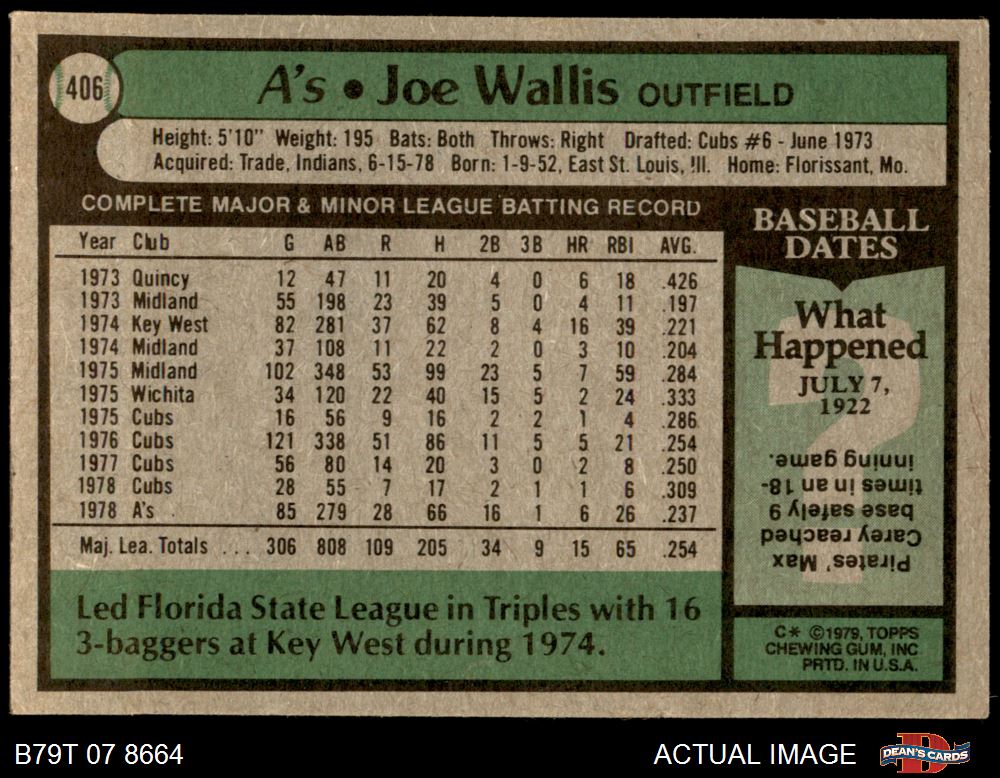 406
A's • Joe Wallis OUTFIELD
Height: 5'10" Weight: 195 Bats: Both Throws: Right Drafted: Cubs #6 - June 1973
Acquired: Trade, Indians, 6-15-78 Born: 1-9-52, East St. Louis, Ill. Home: Florissant, Mo.
COMPLETE MAJOR & MINOR LEAGUE BATTING RECORD
Year Club G AB R H 2B 3B HR RBI AVG.
1973 Quincy 12 47 11 20 4 0 6 18 .426
1973 Midland 55 198 23 39 5 0 4 11 .197
1974 Key West 82 281 37 62 8 4 16 39 .221
1974 Midland 37 108 11 22 2 0 3 10 .204
1975 Midland 102 348 53 99 23 5 7 59 .284
1975 Wichita 34 120 22 40 15 5 2 24 .333
1975 Cubs 16 56 9 16 2 2 1 4 .286
1976 Cubs 121 338 51 86 11 5 5 21 .254
1977 Cubs 56 80 14 20 3 0 2 8 .250
1978 Cubs 28 55 7 17 2 1 1 6 .309
1978 A's 85 279 28 66 16 1 6 26 .237
Maj. Lea. Totals ... 306 808 109 205 34 9 15 65 .254
Led Florida State League in Triples with 16
3-baggers at Key West during 1974.
BASEBALL
DATES
What
Happened
JULY 7,
1922
?
Pirates' Max
Carey reached
base safely 9
times in an 18-
inning game.
C* ©1979, TOPPS
CHEWING GUM, INC
PRTD. IN U.S.A.
B79T 07 8664
ACTUAL IMAGE
D
DEAN'S CARDS